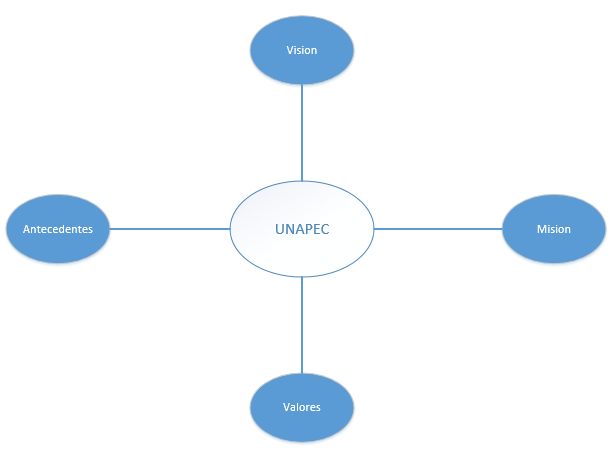 Vision
Antecedentes
UNAPEC
Mision
Valores